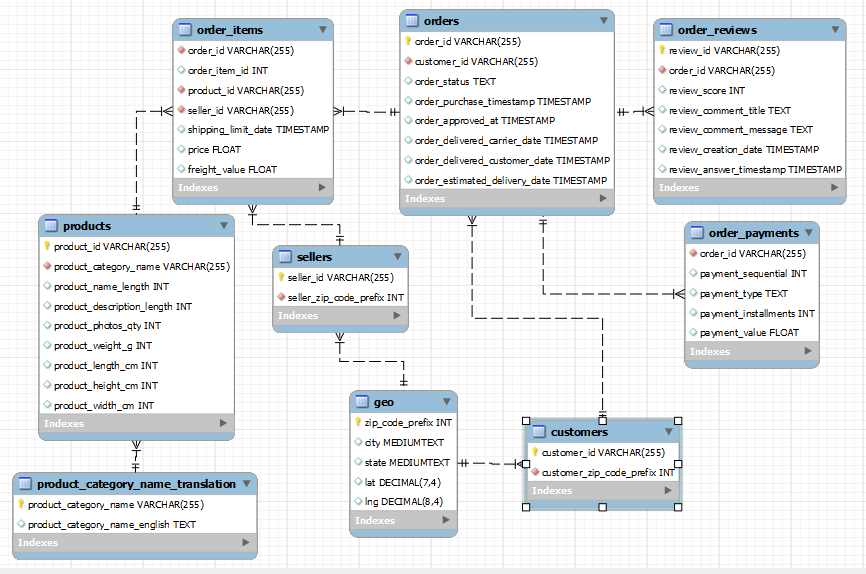 order_items
order_id VARCHAR(255)
order_item_id INT
product_id VARCHAR(255)
seller_id VARCHAR(255)
shipping_limit_date TIMESTAMP
price FLOAT
freight_value FLOAT
Indexes
orders
order_id VARCHAR(255)
customer_id VARCHAR(255)
order_status TEXT
order_purchase_timestamp TIMESTAMP
order_approved_at TIMESTAMP
order_delivered_carrier_date TIMESTAMP
order_delivered_customer_date TIMESTAMP
order_estimated_delivery_date TIMESTAMP
Indexes
order_reviews
review_id VARCHAR(255)
order_id VARCHAR(255)
review_score INT
review_comment_title TEXT
review_comment_message TEXT
review_creation_date TIMESTAMP
review_answer_timestamp TIMESTAMP
Indexes
products
product_id VARCHAR(255)
product_category_name VARCHAR(255)
product_name_length INT
product_description_length INT
product_photos_qty INT
product_weight_g INT
product_length_cm INT
product_height_cm INT
product_width_cm INT
Indexes
sellers
seller_id VARCHAR(255)
seller_zip_code_prefix INT
Indexes
order_payments
order_id VARCHAR(255)
payment_sequential INT
payment_type TEXT
payment_installments INT
payment_value FLOAT
Indexes
geo
zip_code_prefix INT
city MEDIUMTEXT
state MEDIUMTEXT
lat DECIMAL(7,4)
lng DECIMAL(8,4)
Indexes
customers
customer_id VARCHAR(255)
customer_zip_code_prefix INT
Indexes
product_category_name_translation
product_category_name VARCHAR(255)
product_category_name_english TEXT
Indexes